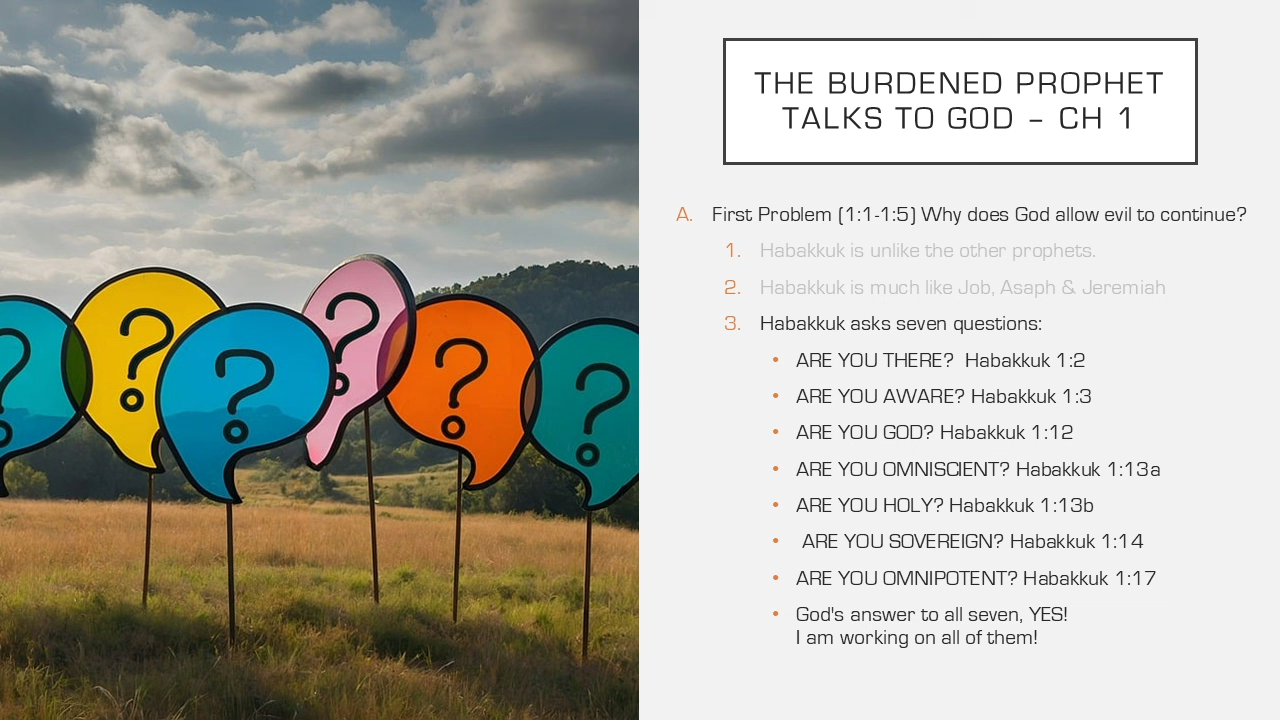 THE BURDENED PROPHET
TALKS TO GOD – CH 1
A. First Problem (1:1-1:5) Why does God allow evil to continue?
1. Habakkuk is unlike the other prophets.
2. Habakkuk is much like Job, Asaph & Jeremiah
3. Habakkuk asks seven questions:
• ARE YOU THERE?  Habakkuk 1:2
• ARE YOU AWARE? Habakkuk 1:3
• ARE YOU GOD? Habakkuk 1:12
• ARE YOU OMNISCIENT? Habakkuk 1:13a
• ARE YOU HOLY? Habakkuk 1:13b
• ARE YOU SOVEREIGN? Habakkuk 1:14
• ARE YOU OMNIPOTENT? Habakkuk 1:17
• God's answer to all seven, YES!
I am working on all of them!
? ? ? ? ? ?